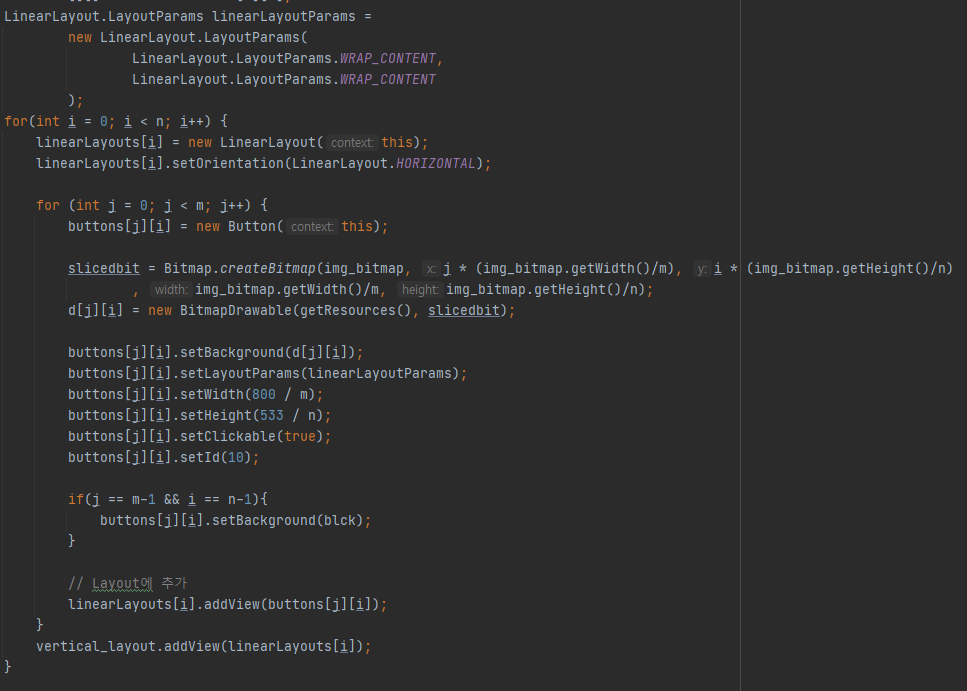 LinearLayout.LayoutParams linearLayoutParams =
new LinearLayout.LayoutParams(
LinearLayout.LayoutParams.WRAP_CONTENT,
LinearLayout.LayoutParams.WRAP_CONTENT
);
for(int i = 0; i < n; i++) {
linearLayouts[i] = new LinearLayout( context: this);
linearLayouts[i].setOrientation(LinearLayout.HORIZONTAL);
for (int j = 0; j < m; j++) {
buttons[j][i] = new Button( context: this);
slicedbit = Bitmap.createBitmap(img_bitmap, x: j * (img_bitmap.getWidth()/m), y: i * (img_bitmap.getHeight()/n)
, width: img_bitmap.getWidth()/m, height: img_bitmap.getHeight()/n);
d[j][i] = new BitmapDrawable(getResources(), slicedbit);
buttons[j][i].setBackground(d[j][i]);
buttons[j][i].setLayoutParams(linearLayoutParams);
buttons[j][i].setWidth(800 / m);
buttons[j][i].setHeight(533 / n);
buttons[j][i].setClickable(true);
buttons[j][i].setId(10);
if(j == m-1 && i == n-1){
buttons[j][i].setBackground(blck);
}
// Layout에 추가
linearLayouts[i].addView(buttons[j][i]);
}
vertical_layout.addView(linearLayouts[i]);
}